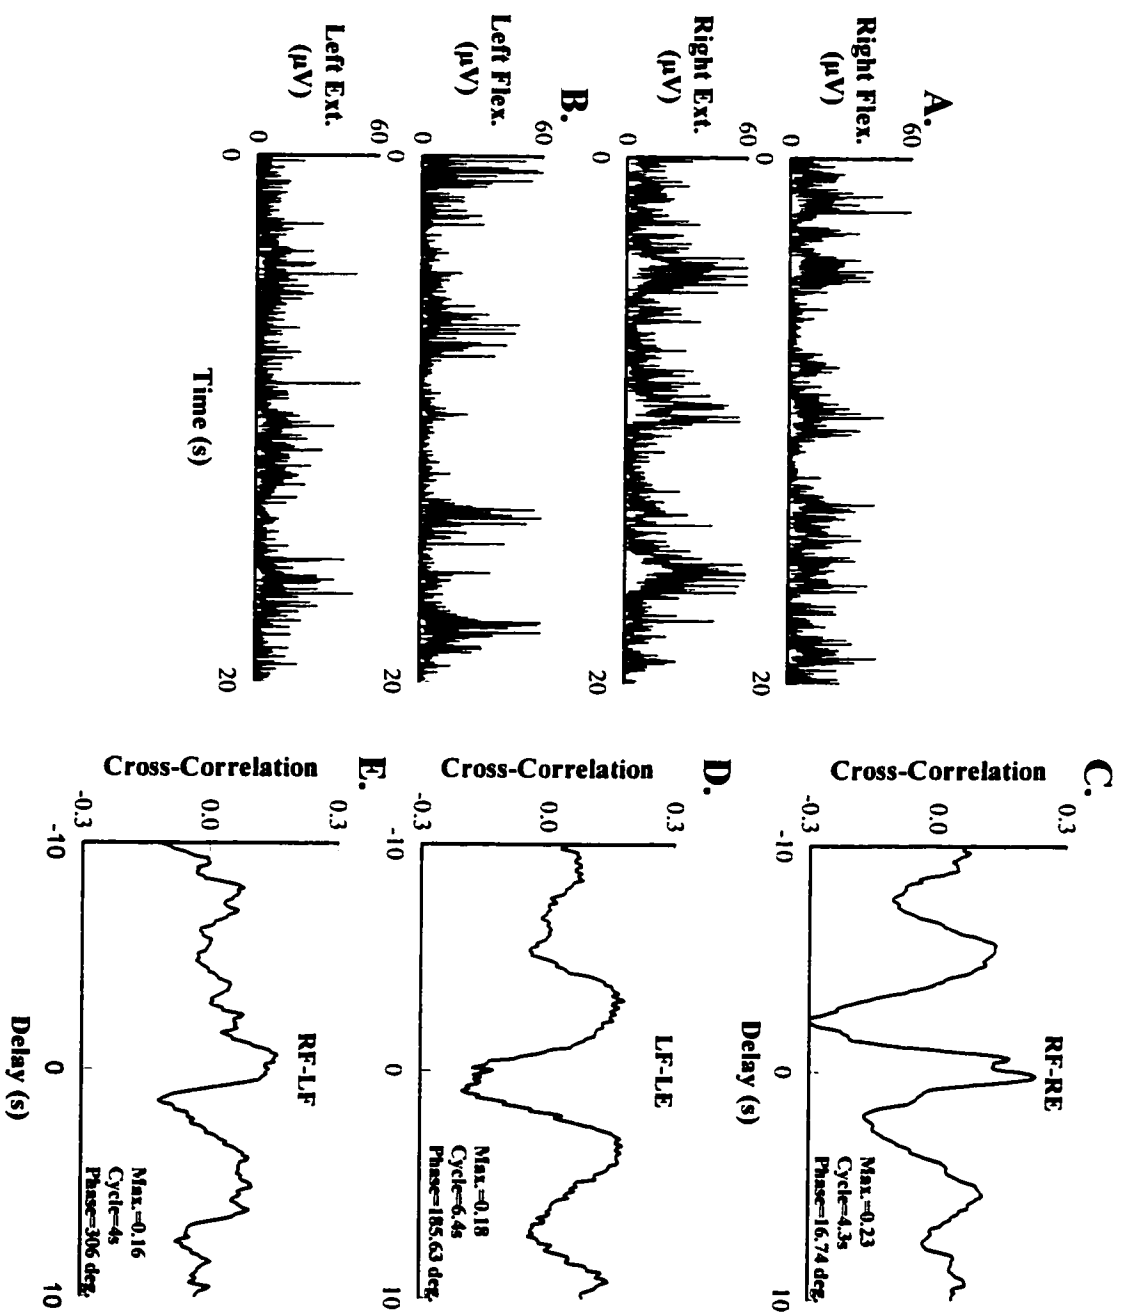 A.
Right Flex.
(µV)
60
0
0
20
Right Ext.
(µV)
60
0
0
20
B.
Left Flex.
(µV)
60
0
0
20
Left Ext.
(µV)
60
0
0
20
Time (s)
C.
Cross-Correlation
0.3
0.0
-0.3
RF-RE
Max.=0.23
Cycle=4.3s
Phase=16.74 deg.
-10
0
10
Delay (s)
D.
Cross-Correlation
0.3
0.0
-0.3
LF-LE
Max.=0.18
Cycle=6.4s
Phase=185.63 deg.
-10
0
10
E.
Cross-Correlation
0.3
0.0
-0.3
RF-LF
Max.=0.16
Cycle=4s
Phase=306 deg.
-10
0
10
Delay (s)